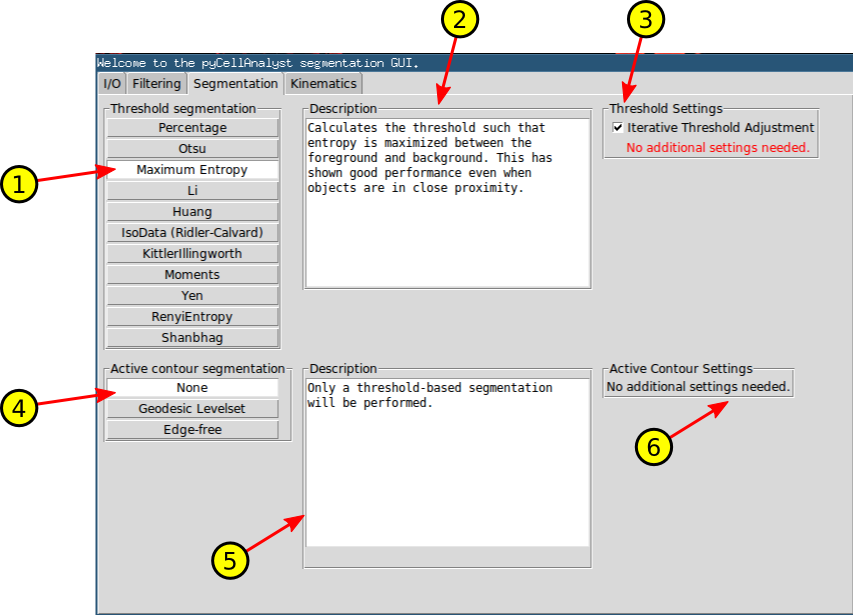 2
3
Welcome to the pyCellAnalyst segmentation GUI.
I/O Filtering Segmentation Kinematics
Threshold segmentation
Percentage
Otsu
Maximum Entropy
Li
Huang
IsoData (Ridler-Calvard)
KittlerIllingworth
Moments
Yen
RenyiEntropy
Shanbhag
1
Description
Calculates the threshold such that
entropy is maximized between the
foreground and background. This has
shown good performance even when
objects are in close proximity.
Threshold Settings
Iterative Threshold Adjustment
No additional settings needed.
Active contour segmentation
None
Geodesic Levelset
Edge-free
4
Description
Only a threshold-based segmentation
will be performed.
5
Active Contour Settings
No additional settings needed.
6